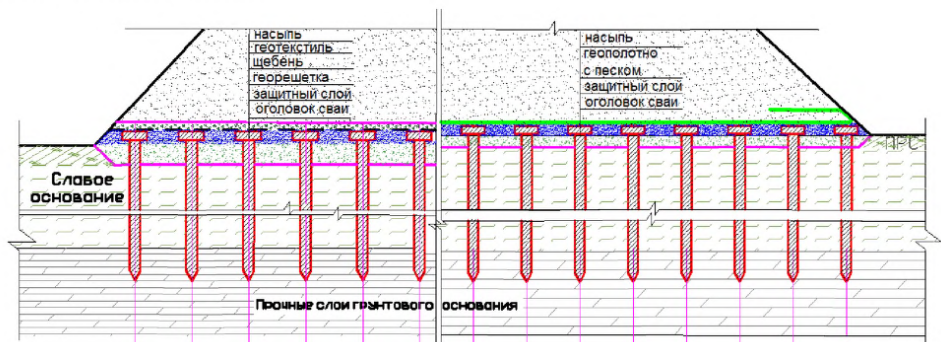 насыпь
геотекстиль
щебень
георешетка
защитный слой
оголовок сваи
насыпь
геополотно
с песком
защитный слой
оголовок сваи
ПРС
Слабое
основание
Прочные слои грунтового основания